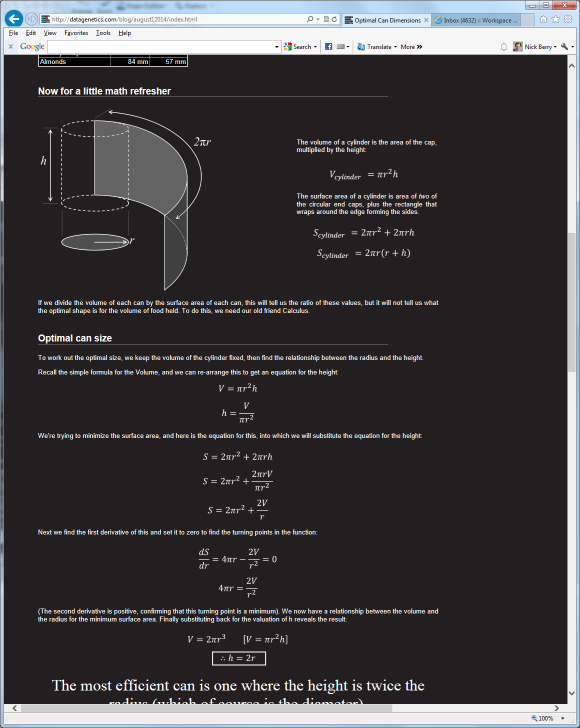 http://datagenetics.com/blog/august12014/index.html
Optimal Can Dimensions
Inbox (4632) :: Workspace ...
File Edit View Favorites Tools Help
Google
Search
Translate
More »
Nick Berry
Almonds 84 mm 57 mm
Now for a little math refresher
2πr
h
r
The volume of a cylinder is the area of the cap,
multiplied by the height:
V_cylinder = πr²h
The surface area of a cylinder is area of two of
the circular end caps, plus the rectangle that
wraps around the edge forming the sides.
S_cylinder = 2πr² + 2πrh
S_cylinder = 2πr(r + h)
If we divide the volume of each can by the surface area of each can, this will tell us the ratio of these values, but it will not tell us what
the optimal shape is for the volume of food held. To do this, we need our old friend Calculus.
Optimal can size
To work out the optimal size, we keep the volume of the cylinder fixed, then find the relationship between the radius and the height.
Recall the simple formula for the Volume, and we can re-arrange this to get an equation for the height:
V = πr²h
h = V/πr²
We're trying to minimize the surface area, and here is the equation for this, into which we will substitute the equation for the height:
S = 2πr² + 2πrh
S = 2πr² + 2πrV/πr²
S = 2πr² + 2V/r
Next we find the first derivative of this and set it to zero to find the turning points in the function:
dS/dr = 4πr − 2V/r² = 0
4πr = 2V/r²
(The second derivative is positive, confirming that this turning point is a minimum). We now have a relationship between the volume and
the radius for the minimum surface area. Finally substituting back for the valuation of h reveals the result:
V = 2πr³ [V = πr²h]
∴ h = 2r
The most efficient can is one where the height is twice the
radius (which of course is the diameter)
100%